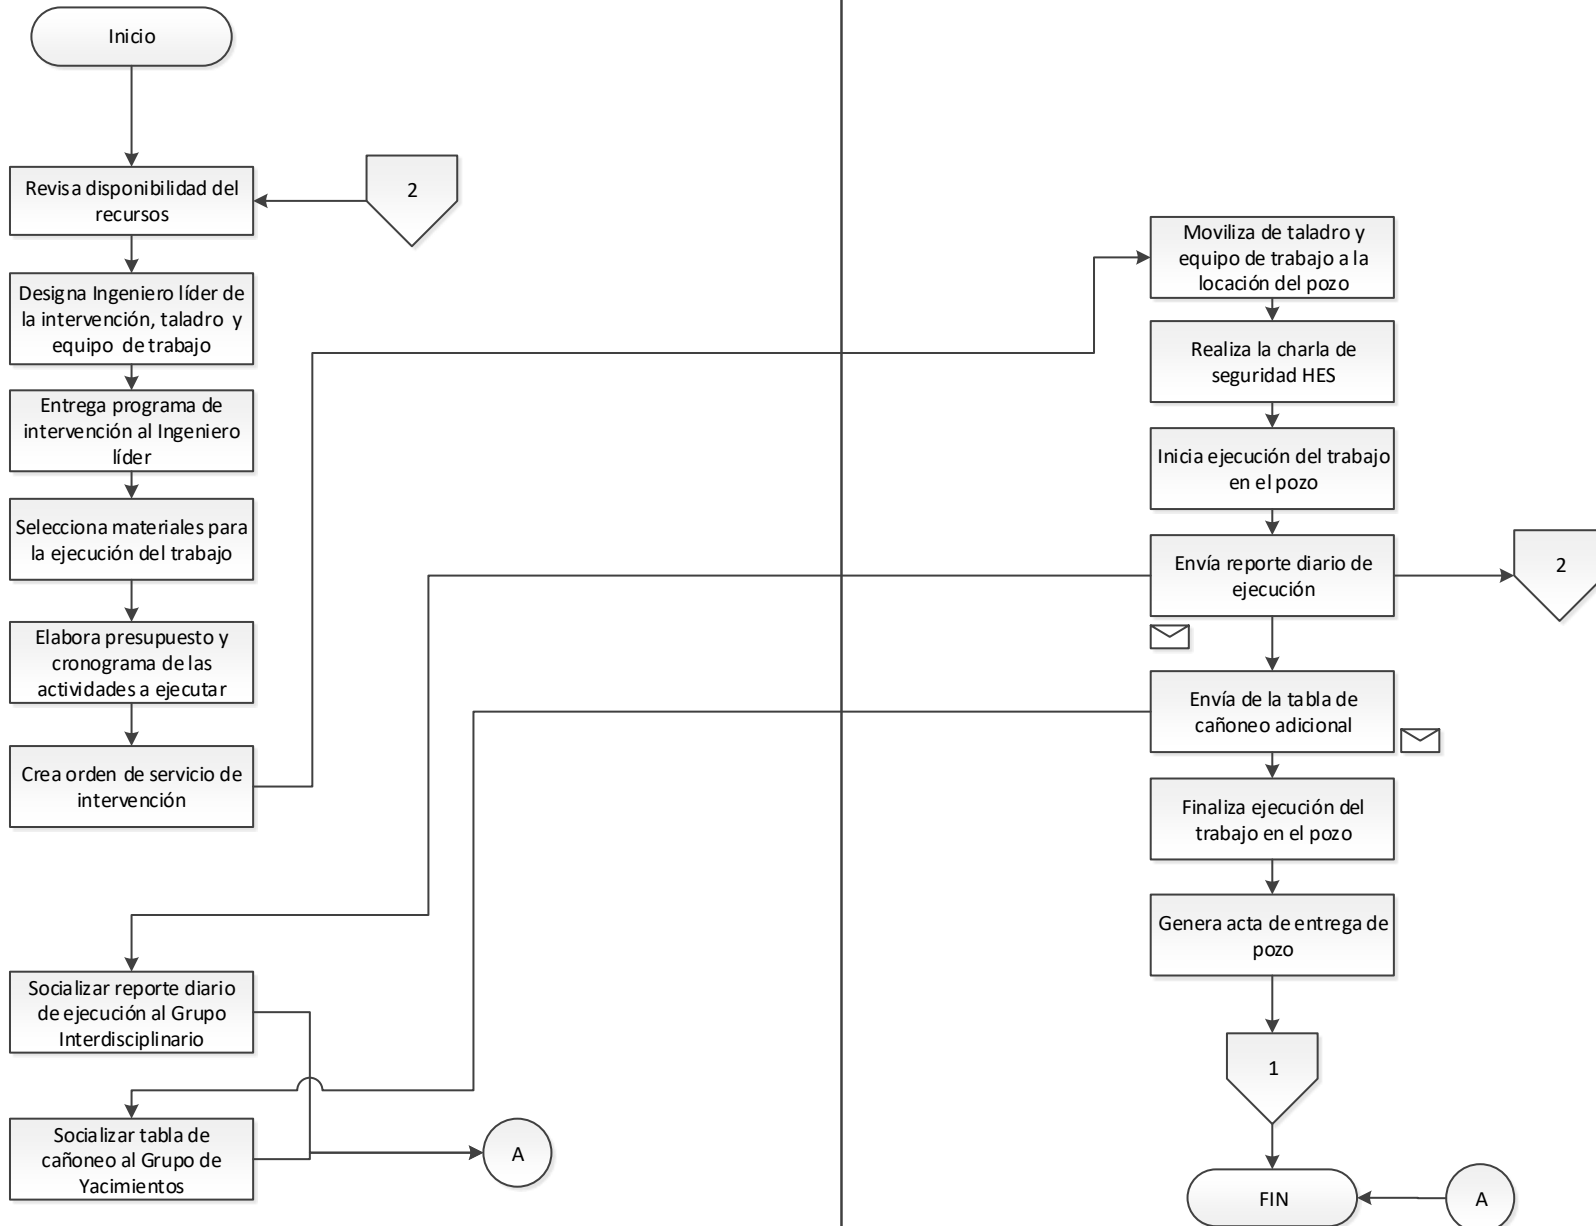 Inicio
Revisa disponibilidad del
recursos
2
Designa Ingeniero líder de
la intervención, taladro y
equipo de trabajo
Entrega programa de
intervención al Ingeniero
líder
Selecciona materiales para
la ejecución del trabajo
Elabora presupuesto y
cronograma de las
actividades a ejecutar
Crea orden de servicio de
intervención
Socializar reporte diario
de ejecución al Grupo
Interdisciplinario
Socializar tabla de
cañoneo al Grupo de
Yacimientos
A
Moviliza de taladro y
equipo de trabajo a la
locación del pozo
Realiza la charla de
seguridad HES
Inicia ejecución del trabajo
en el pozo
Envía reporte diario de
ejecución
2
Envía de la tabla de
cañoneo adicional
Finaliza ejecución del
trabajo en el pozo
Genera acta de entrega de
pozo
1
FIN
A